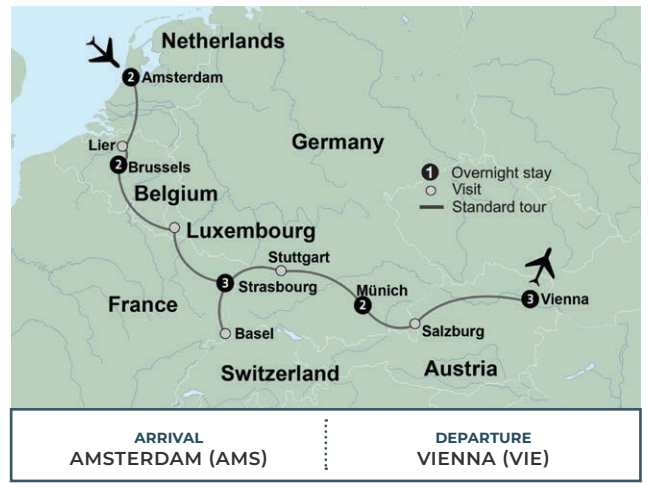 Netherlands
2 Amsterdam
Germany
Lier
2 Brussels
Belgium
1 Overnight stay
Visit
Standard tour
Luxembourg
Stuttgart
3 Strasbourg
Münich
2
3 Vienna
France
Basel
Salzburg
Switzerland
Austria
ARRIVAL
AMSTERDAM (AMS)
DEPARTURE
VIENNA (VIE)